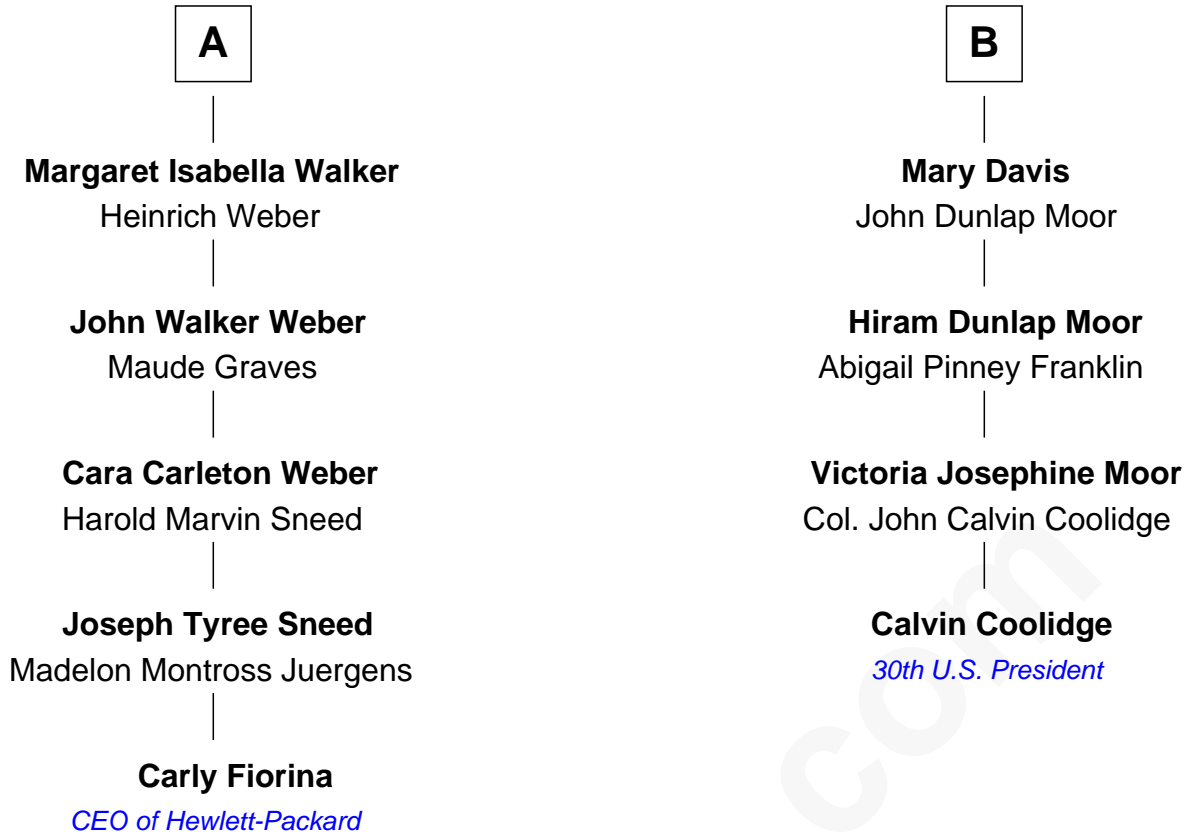 A
Margaret Isabella Walker
Heinrich Weber
John Walker Weber
Maude Graves
Cara Carleton Weber
Harold Marvin Sneed
Joseph Tyree Sneed
Madelon Montross Juergens
Carly Fiorina
CEO of Hewlett-Packard
B
Mary Davis
John Dunlap Moor
Hiram Dunlap Moor
Abigail Pinney Franklin
Victoria Josephine Moor
Col. John Calvin Coolidge
Calvin Coolidge
30th U.S. President
com